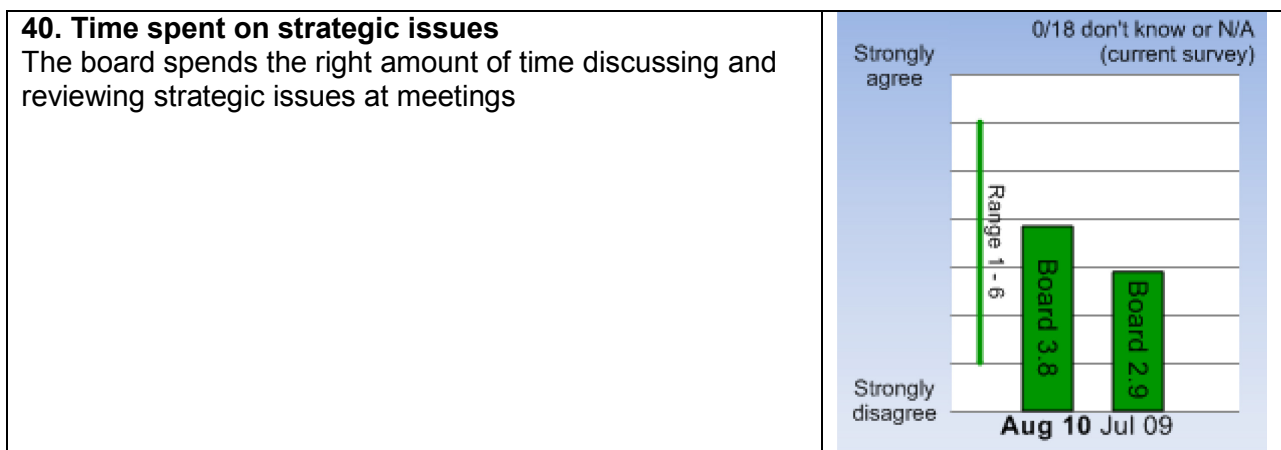 40. Time spent on strategic issues
The board spends the right amount of time discussing and
reviewing strategic issues at meetings
0/18 don't know or N/A
(current survey)
Strongly
agree
Range 1 - 6
Board 3.8
Board 2.9
Strongly
disagree
Aug 10 Jul 09